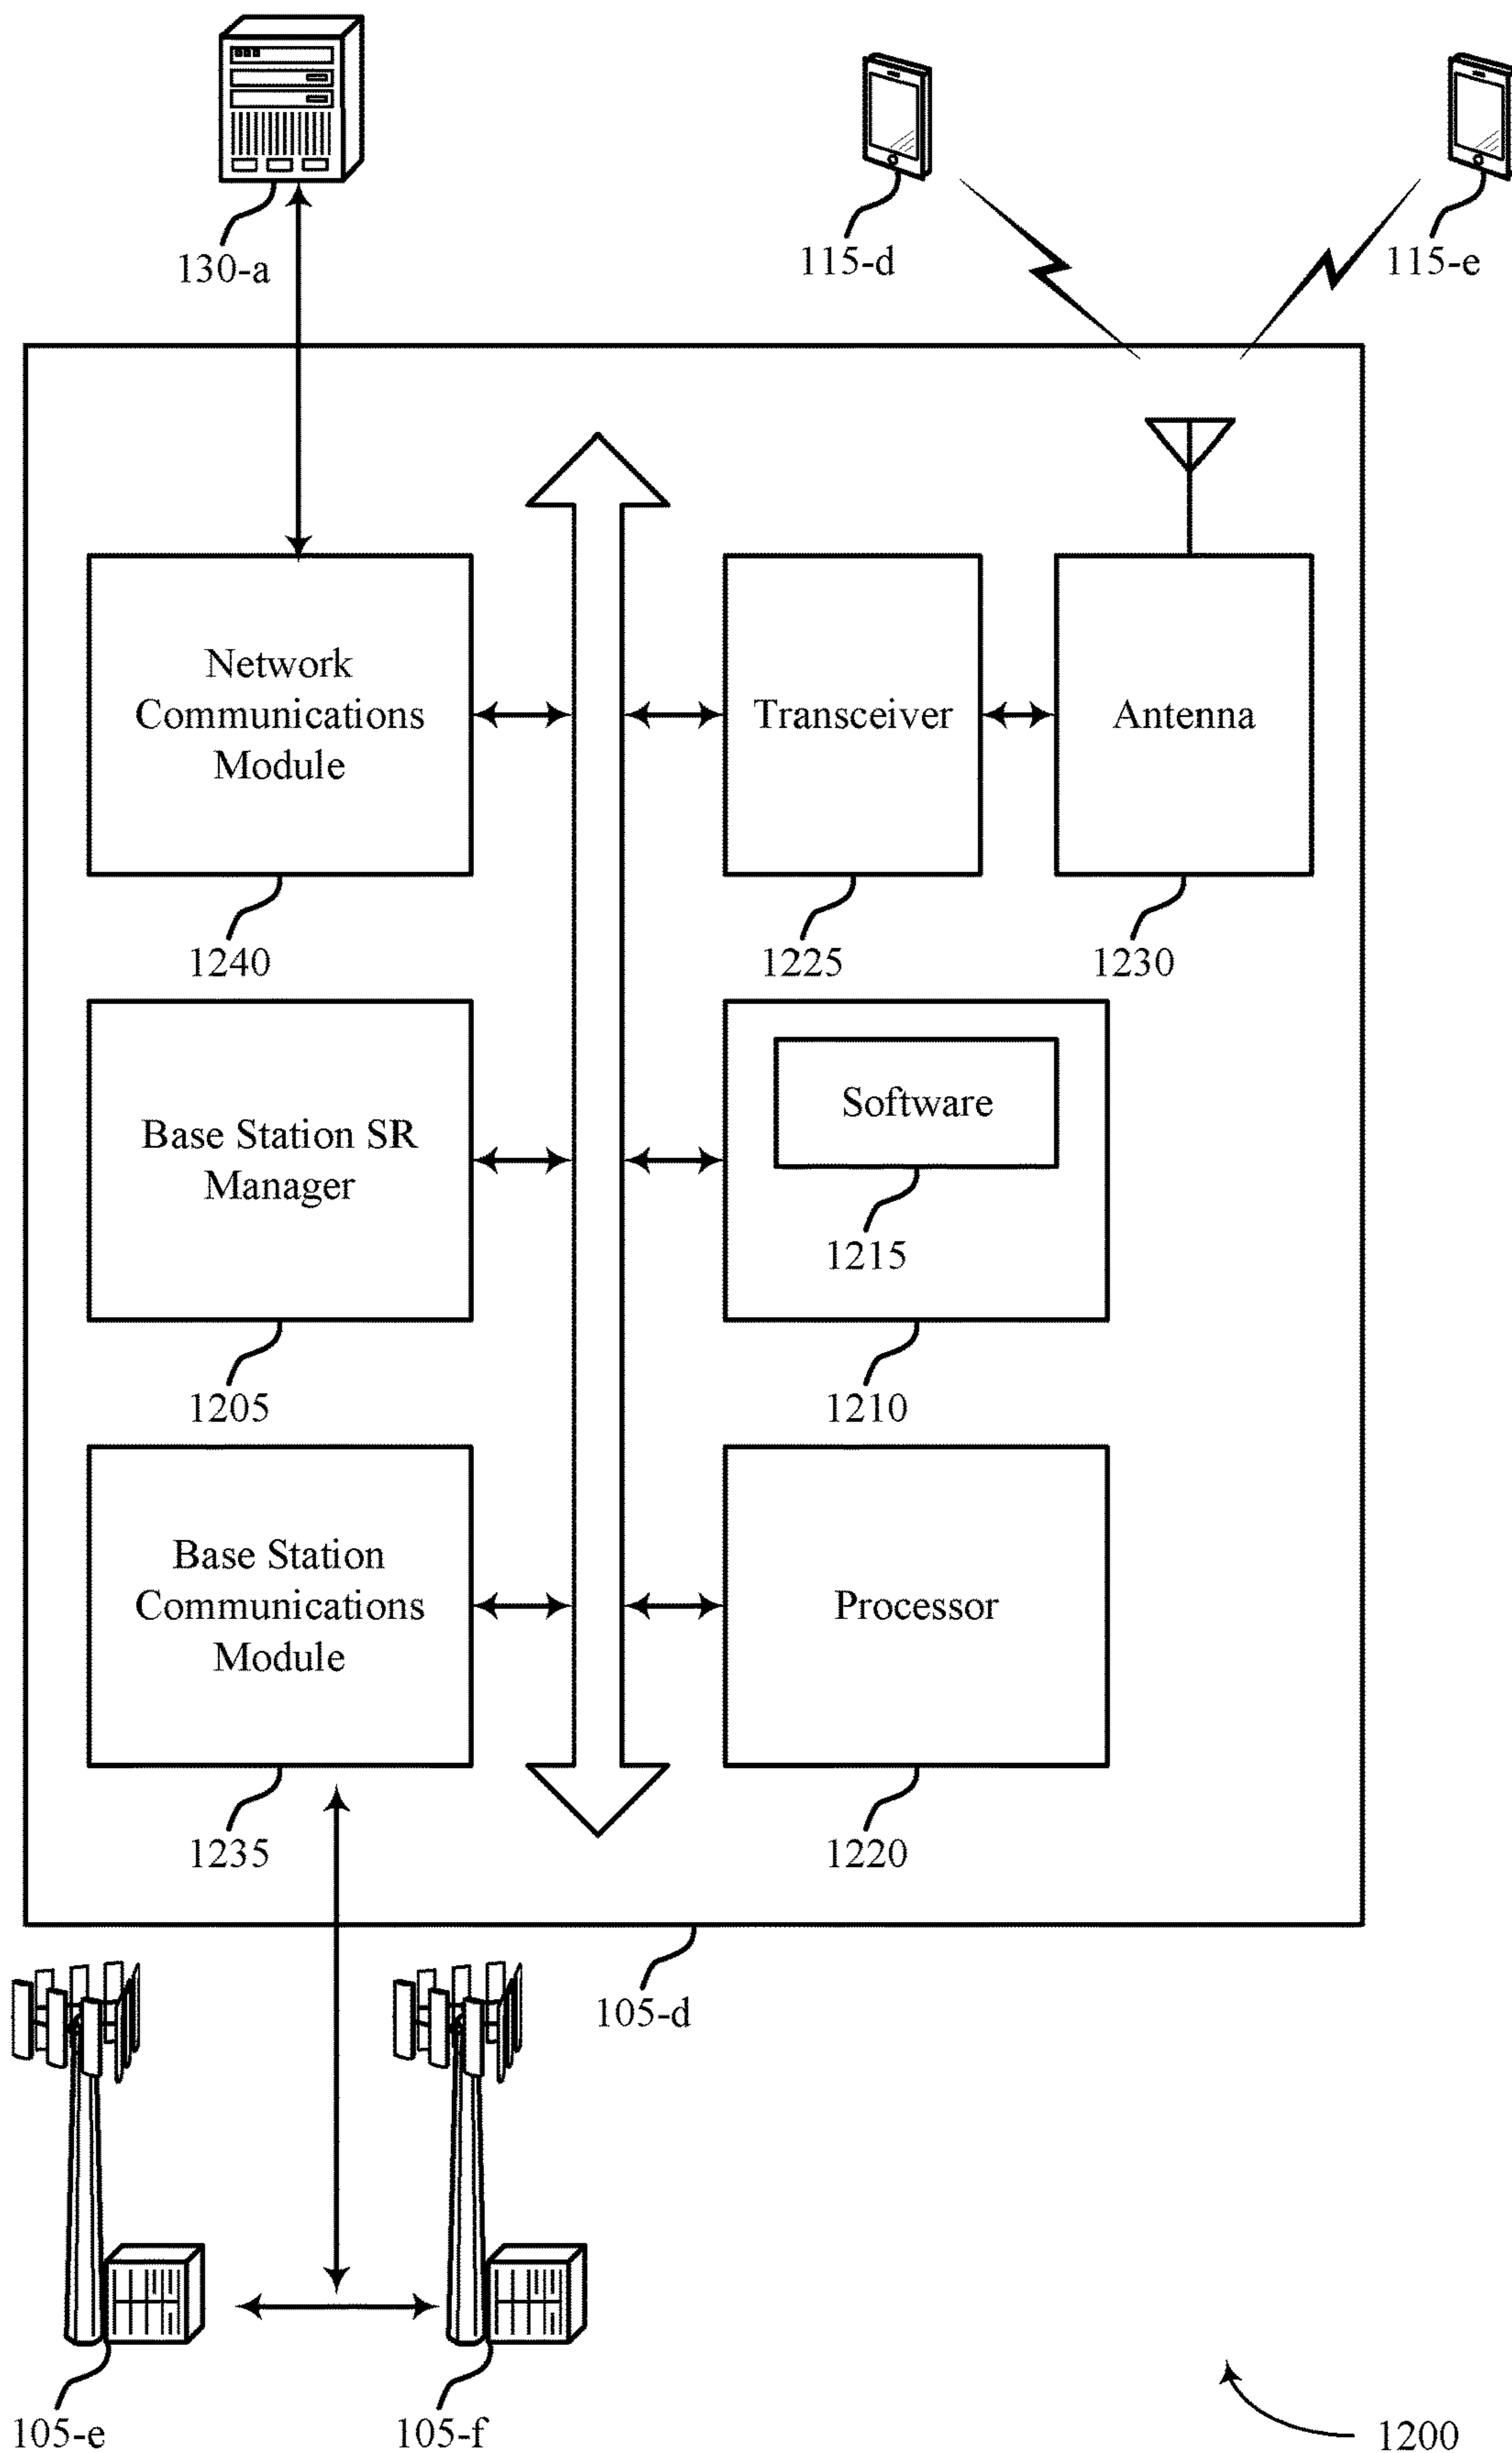 130-a
115-d
115-e
Network
Communications
Module
Transceiver
Antenna
1240
1225
1230
Base Station SR
Manager
Software
1215
1205
1210
Base Station
Communications
Module
Processor
1235
1220
105-d
105-e
105-f
1200